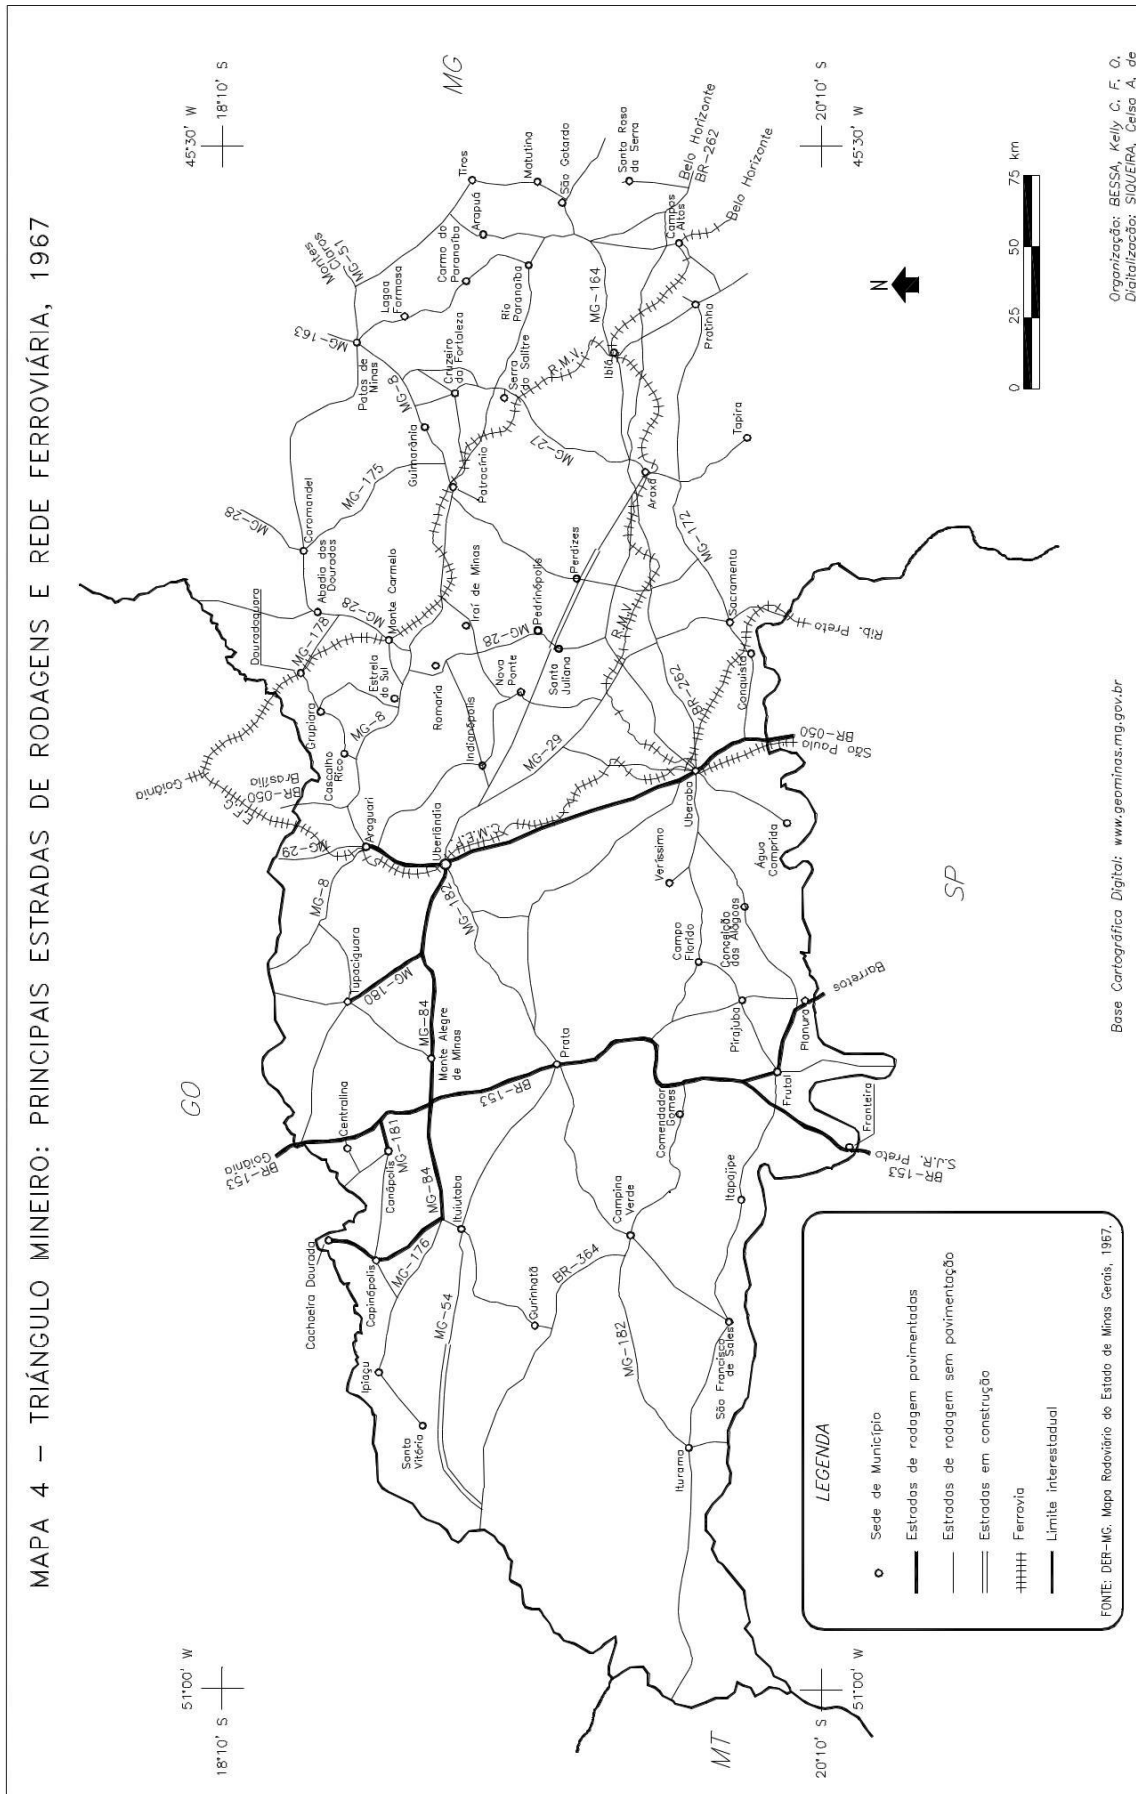 MAPA 4 – TRIÁNGULO MINEIRO: PRINCIPAIS ESTRADAS DE RODAGENS E REDE FERROVIÁRIA, 1967
51°00' W
18°10' S
45°30' W
18°10' S
GO
MG
BR-153
Goiânia
Cachoeira Dourada
Centralina
Canápolis
MG-181
Capinópolis
MG-176
Ipiaçu
Santa
Vitória
MG-84
Ituiutaba
MG-54
Gurinhatã
BR-364
MG-182
Campina
Verde
Iturama
São Francisco
de Sales
Itapajipe
Comendador
Gomes
Fronteira
BR-153
S.J.R. Preto
Frutal
Planura
Barretos
Pirajuba
Prata
BR-153
Monte Alegre
de Minas
MG-84
MG-180
Tupaciguara
MG-8
MG-29
E.F.G.
Goiânia
BR-050
Brasília
Araguari
Uberlândia
MG-182
C.M.E.F.
Campo
Florido
Conceição
das Alagoas
Veríssimo
Água
Comprida
Uberaba
São Paulo
BR-050
Cascalho
Rico
Grupiara
MG-8
Estrela
do Sul
Douradoquara
MG-178
Abadia dos
Dourados
MG-28
Monte Carmelo
Romaria
Indianópolis
Nova
Ponte
MG-29
Iraí de Minas
MG-28
Pedrinópolis
Santa
Juliana
Perdizes
R.M.V.
BR-262
Conquista
Sacramento
Rib. Preto
MG-172
MG-28
Coromandel
MG-175
Patrocínio
Guimarânia
MG-8
Cruzeiro
da Fortaleza
Serra
do Salitre
MG-27
R.M.V.
Araxá
Tapira
Patos de
Minas
MG-163
Montes
Claros
MG-51
Lagoa
Formosa
Carmo do
Paranaíba
Rio
Paranaíba
Arapuá
Tiros
Matutina
São Gotardo
Santa Rosa
da Serra
MG-164
Ibiá
Pratinha
Campos
Altos
Belo Horizonte
BR-262
Belo Horizonte
MT
SP
20°10' S
51°00' W
20°10' S
45°30' W
N
0 25 50 75 km
LEGENDA
Sede de Município
Estradas de rodagem pavimentadas
Estradas de rodagem sem pavimentação
Estradas em construção
Ferrovia
Limite interestadual
FONTE: DER-MG. Mapa Rodoviário do Estado de Minas Gerais, 1967.
Base Cartográfica Digital: www.geominas.mg.gov.br
Organização: BESSA, Kelly C. F. O.
Digitalização: SIQUEIRA, Celso A. de